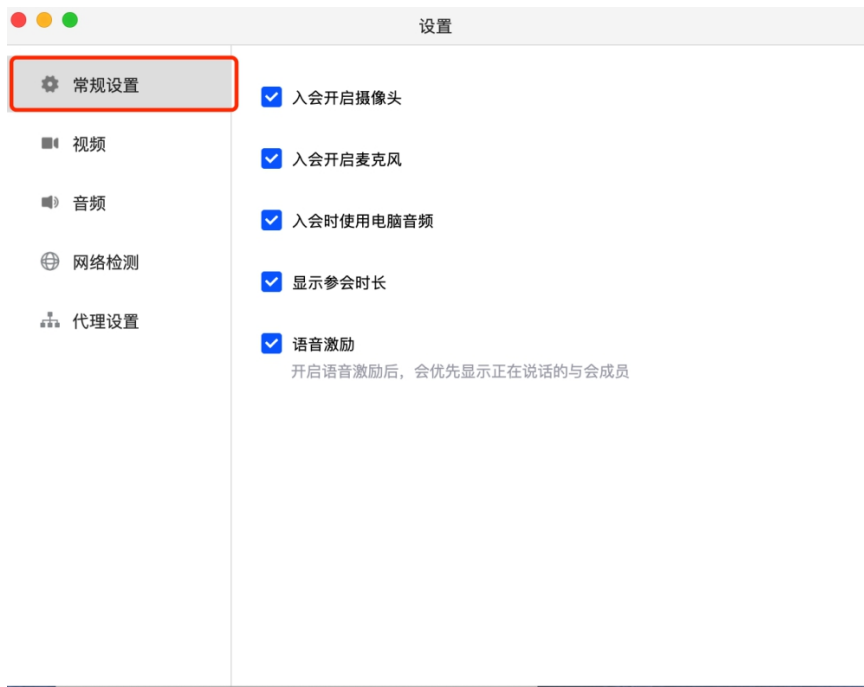 设置
常规设置
视频
音频
网络检测
代理设置
入会开启摄像头
入会开启麦克风
入会时使用电脑音频
显示参会时长
语音激励
开启语音激励后，会优先显示正在说话的与会成员